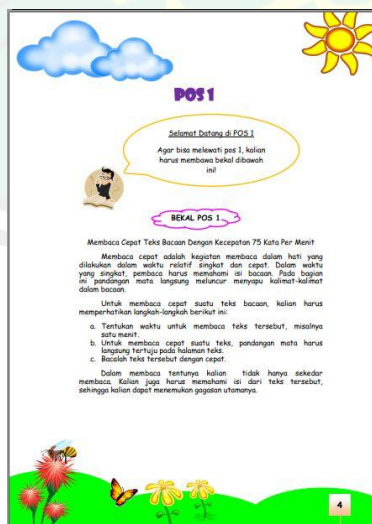 POS 1
Selamat Datang di POS 1
Agar bisa melewati pos 1, kalian
harus membawa bekal dibawah
ini!
BEKAL POS 1
Membaca Cepat Teks Bacaan Dengan Kecepatan 75 Kata Per Menit
Membaca cepat adalah kegiatan membaca dalam hati yang
dilakukan dalam waktu relatif singkat dan cepat. Dalam waktu
yang singkat, pembaca harus memahami isi bacaan. Pada bagian
ini pandangan mata langsung meluncur menyapu kalimat-kalimat
dalam bacaan.
Untuk membaca cepat suatu teks bacaan, kalian harus
memperhatikan langkah-langkah berikut ini:
a. Tentukan waktu untuk membaca teks tersebut, misalnya
satu menit.
b. Untuk membaca cepat suatu teks, pandangan mata harus
langsung tertuju pada halaman teks.
c. Bacalah teks tersebut dengan cepat.
Dalam membaca tentunya kalian tidak hanya sekedar
membaca. Kalian juga harus memahami isi dari teks tersebut,
sehingga kalian dapat menemukan gagasan utamanya.
4